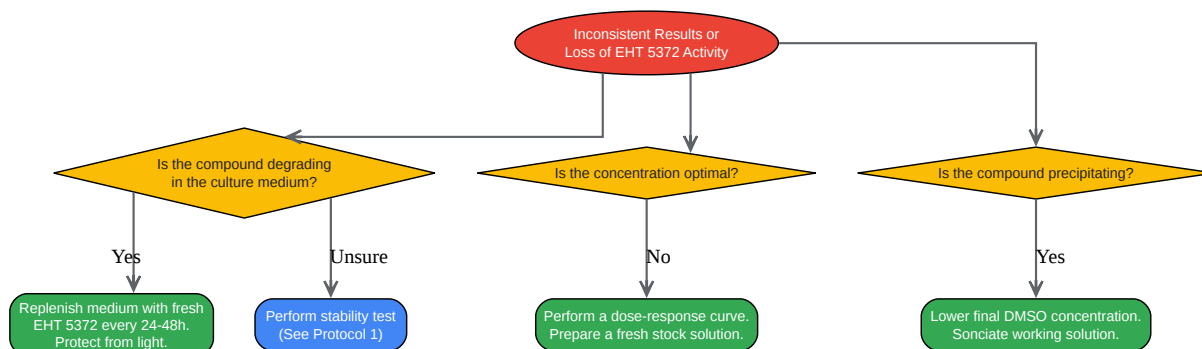 Inconsistent Results or
Loss of EHT 5372 Activity
Is the compound degrading
in the culture medium?
Is the concentration optimal?
Is the compound precipitating?
Yes
Unsure
No
Yes
Replenish medium with fresh
EHT 5372 every 24-48h.
Protect from light.
Perform stability test
(See Protocol 1)
Perform a dose-response curve.
Prepare a fresh stock solution.
Lower final DMSO concentration.
Sonciate working solution.